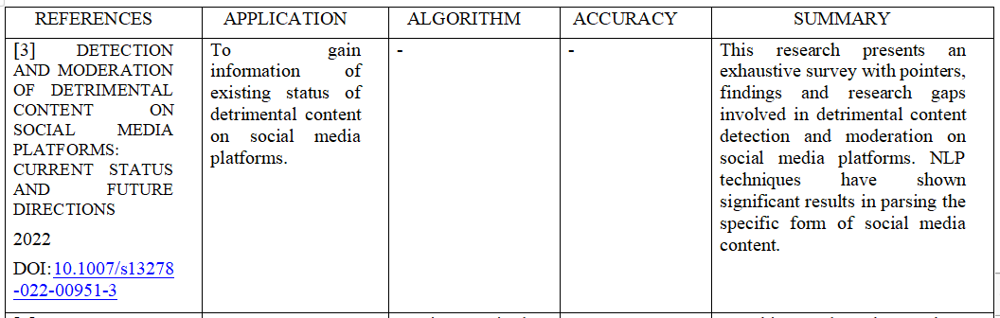 REFERENCES
APPLICATION
ALGORITHM
ACCURACY
SUMMARY
[3] DETECTION
AND MODERATION
OF DETRIMENTAL
CONTENT ON
SOCIAL MEDIA
PLATFORMS:
CURRENT STATUS
AND FUTURE
DIRECTIONS
2022
DOI: 10.1007/s13278
-022-00951-3
To gain
information of
existing status of
detrimental content
on social media
platforms.
-
-
This research presents an
exhaustive survey with pointers,
findings and research gaps
involved in detrimental content
detection and moderation on
social media platforms. NLP
techniques have shown
significant results in parsing the
specific form of social media
content.